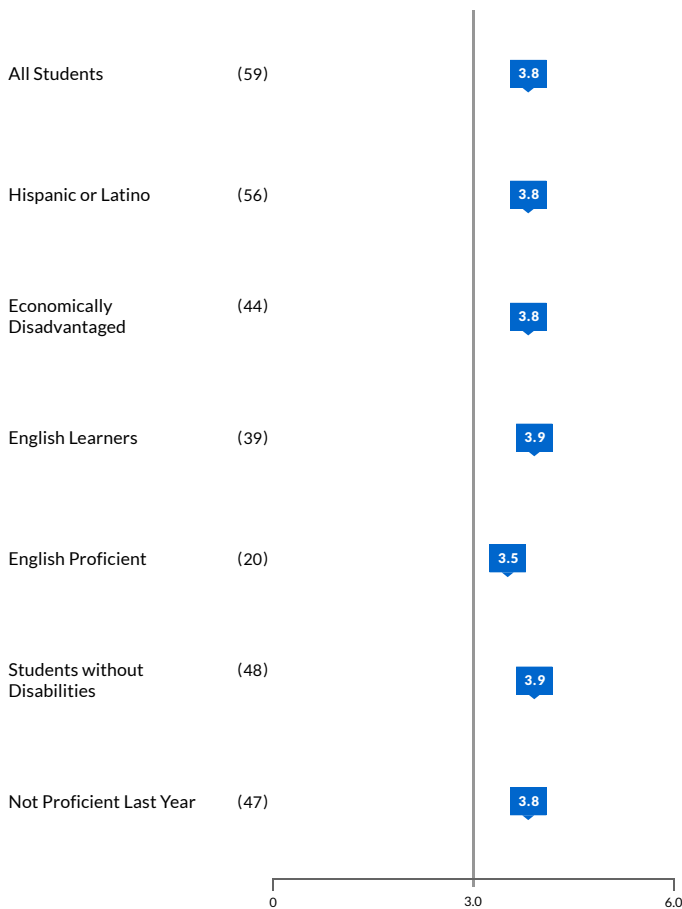 All Students (59) 3.8
Hispanic or Latino (56) 3.8
Economically (44)
Disadvantaged 3.8
English Learners (39) 3.9
English Proficient (20) 3.5
Students without (48)
Disabilities 3.9
Not Proficient Last Year (47) 3.8
0 3.0 6.0